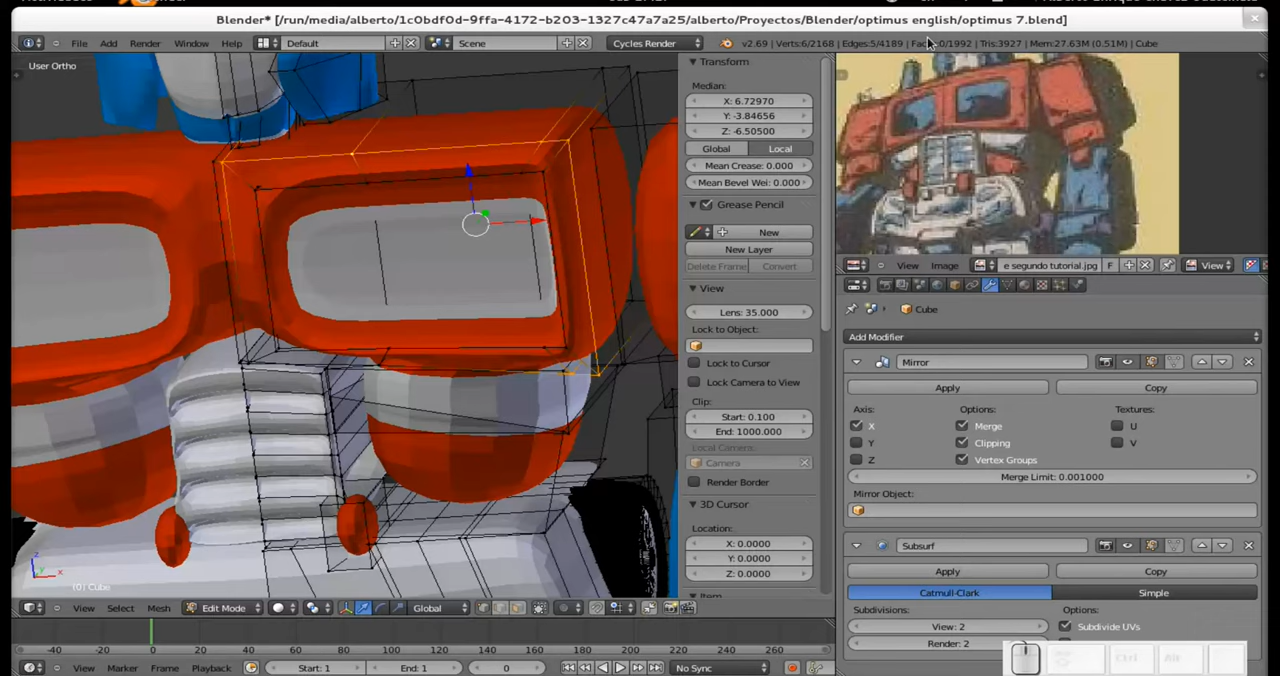 Blender* [/run/media/alberto/1c0bdf0d-9ffa-4172-b203-1327c47a7a25/alberto/Proyectos/Blender/optimus english/optimus 7.blend]
File Add Render Window Help Default Scene Cycles Render v2.69 | Verts:6/2168 | Edges:5/4189 | Fac 0/1992 | Tris:3927 | Mem:27.63M (0.51M) | Cube
User Ortho
Transform
Median:
X: 6.72970
Y: -3.84656
Z: -6.50500
Global Local
Mean Crease: 0.000
Mean Bevel Wei: 0.000
Grease Pencil
New
New Layer
Delete Frame Convert
View
Lens: 35.000
Lock to Object:
Lock to Cursor
Lock Camera to View
Clip:
Start: 0.100
End: 1000.000
Local Camera:
Camera
Render Border
3D Cursor
Location:
X: 0.0000
Y: 0.0000
Z: 0.0000
Item
View Image e segundo tutorial.jpg F View
Cube
Add Modifier
Mirror
Apply Copy
Axis: Options: Textures:
X Merge U
Y Clipping V
Z Vertex Groups
Merge Limit: 0.001000
Mirror Object:
Subsurf
Apply Copy
Catmull-Clark Simple
Subdivisions: Options:
View: 2 Subdivide UVs
Render: 2
Ctrl Alt
z
x
(0) Cube
View Select Mesh Edit Mode Global
-40 -20 0 20 40 60 80 100 120 140 160 180 200 220 240 260
View Marker Frame Playback Start: 1 End: 1 0 No Sync